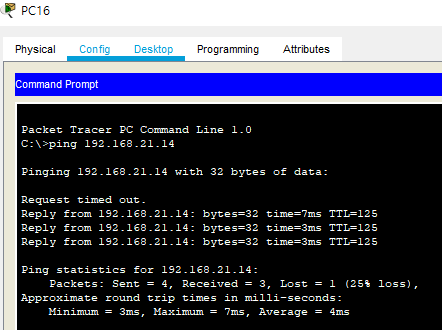 PC16
Physical Config Desktop Programming Attributes
Command Prompt
Packet Tracer PC Command Line 1.0
C:\>ping 192.168.21.14
Pinging 192.168.21.14 with 32 bytes of data:
Request timed out.
Reply from 192.168.21.14: bytes=32 time=7ms TTL=125
Reply from 192.168.21.14: bytes=32 time=3ms TTL=125
Reply from 192.168.21.14: bytes=32 time=3ms TTL=125
Ping statistics for 192.168.21.14:
Packets: Sent = 4, Received = 3, Lost = 1 (25% loss),
Approximate round trip times in milli-seconds:
Minimum = 3ms, Maximum = 7ms, Average = 4ms